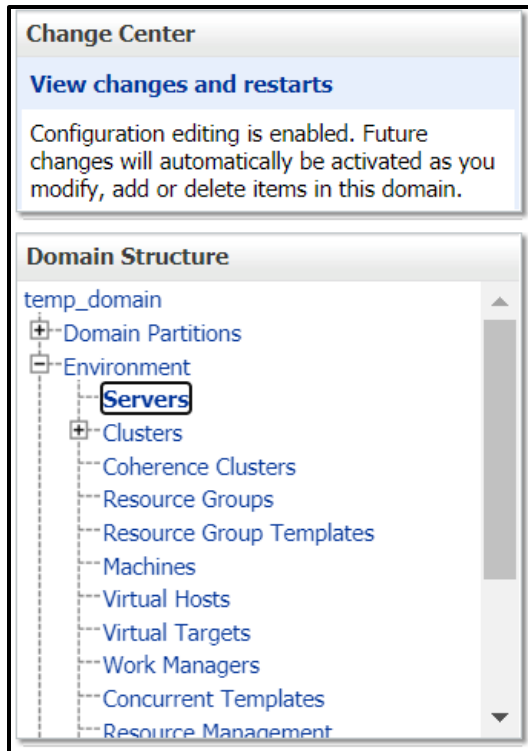 Change Center
View changes and restarts
Configuration editing is enabled. Future
changes will automatically be activated as you
modify, add or delete items in this domain.
Domain Structure
temp_domain
Domain Partitions
Environment
Servers
Clusters
Coherence Clusters
Resource Groups
Resource Group Templates
Machines
Virtual Hosts
Virtual Targets
Work Managers
Concurrent Templates
Resource Management